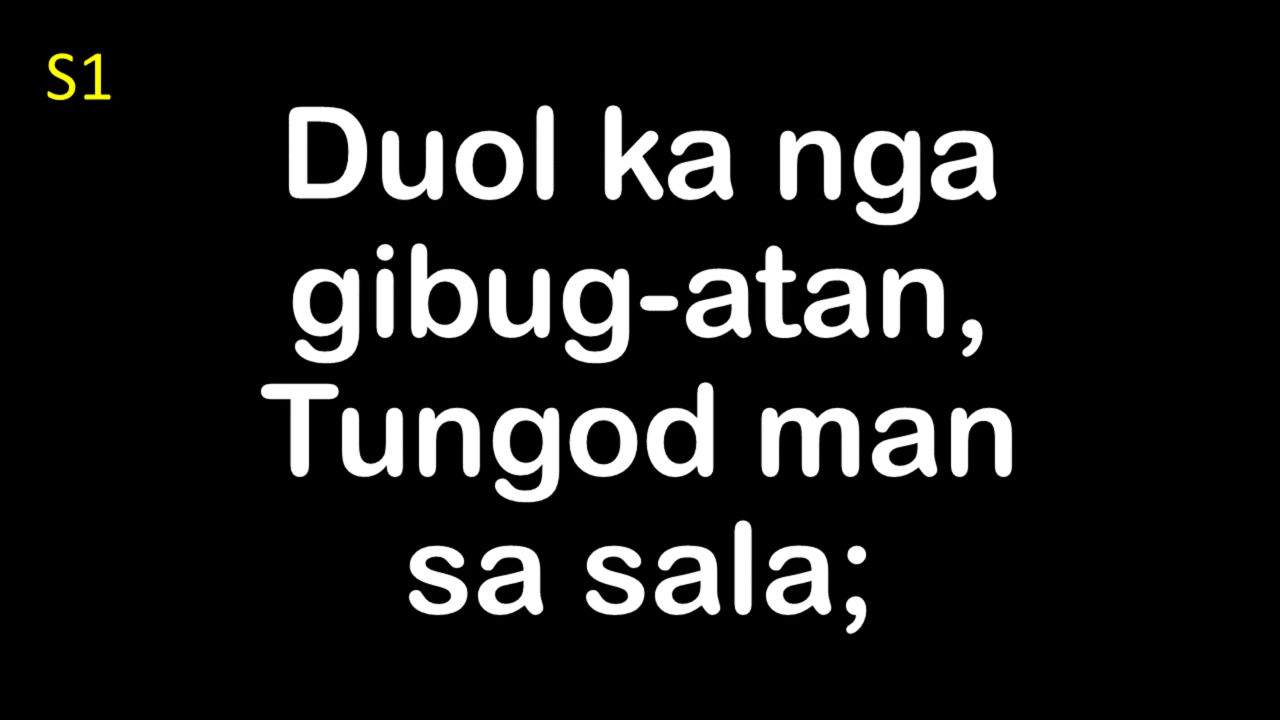 S1
Duol ka nga
gibug-atan,
Tungod man
sa sala;